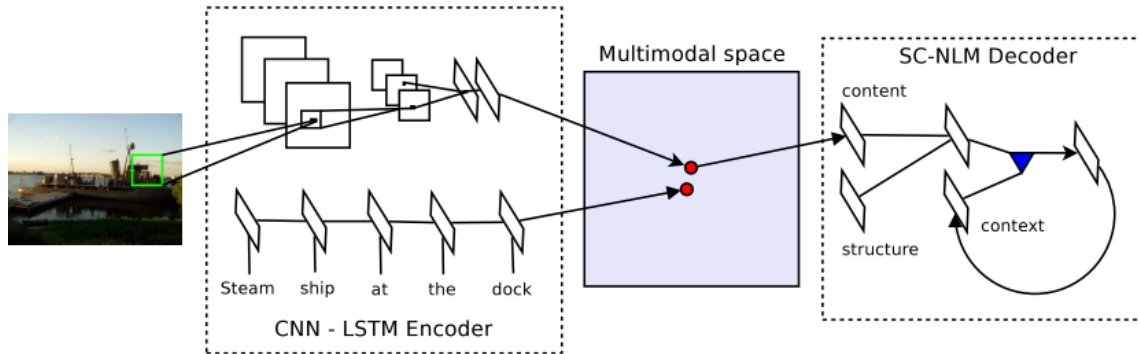 Multimodal space
SC-NLM Decoder
content
structure
context
Steam ship at the dock
CNN - LSTM Encoder